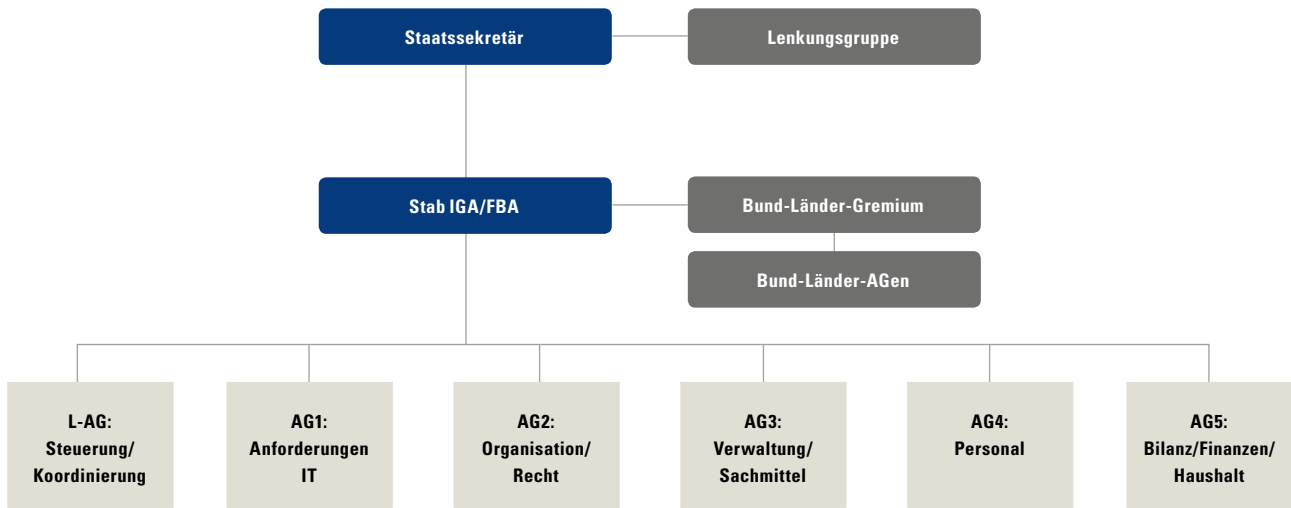 Staatssekretär
Lenkungsgruppe
Stab IGA/FBA
Bund-Länder-Gremium
Bund-Länder-AGen
L-AG:
Steuerung/
Koordinierung
AG1:
Anforderungen
IT
AG2:
Organisation/
Recht
AG3:
Verwaltung/
Sachmittel
AG4:
Personal
AG5:
Bilanz/Finanzen/
Haushalt